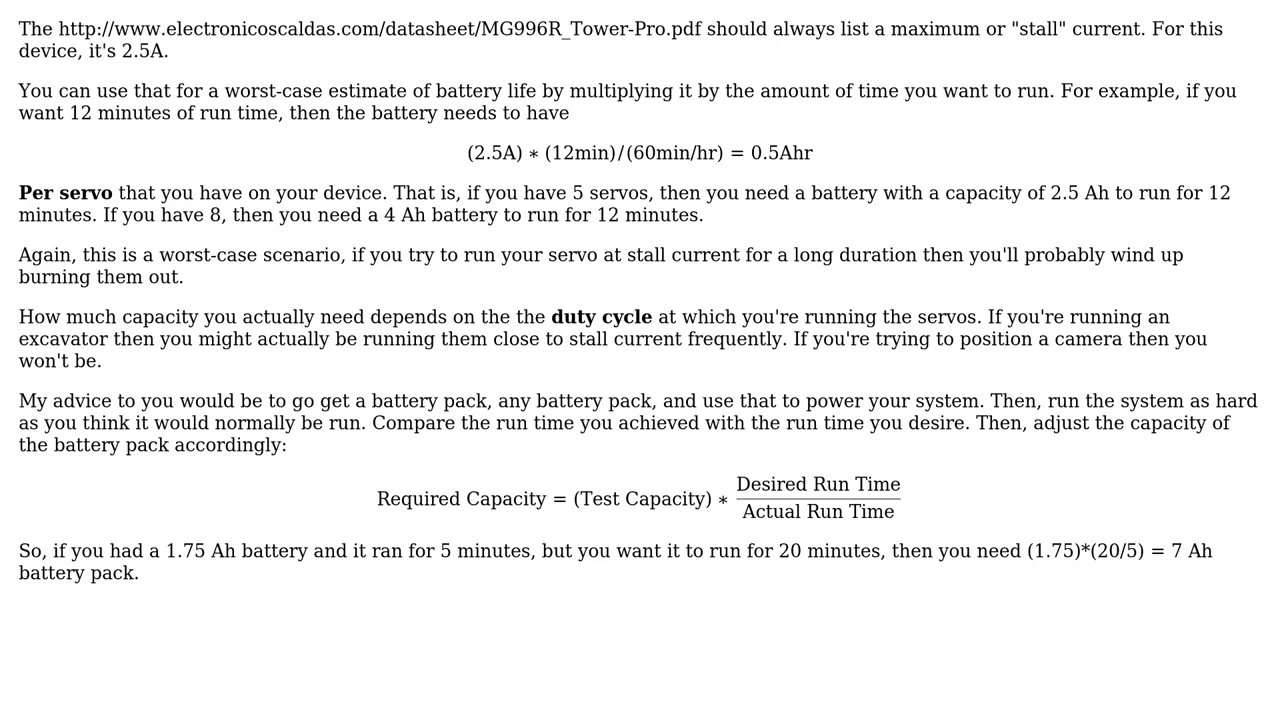 The http://www.electronicoscaldas.com/datasheet/MG996R_Tower-Pro.pdf should always list a maximum or "stall" current. For this
device, it's 2.5A.
You can use that for a worst-case estimate of battery life by multiplying it by the amount of time you want to run. For example, if you
want 12 minutes of run time, then the battery needs to have
(2.5A) ∗ (12min)/(60min/hr) = 0.5Ahr
Per servo that you have on your device. That is, if you have 5 servos, then you need a battery with a capacity of 2.5 Ah to run for 12
minutes. If you have 8, then you need a 4 Ah battery to run for 12 minutes.
Again, this is a worst-case scenario, if you try to run your servo at stall current for a long duration then you'll probably wind up
burning them out.
How much capacity you actually need depends on the the duty cycle at which you're running the servos. If you're running an
excavator then you might actually be running them close to stall current frequently. If you're trying to position a camera then you
won't be.
My advice to you would be to go get a battery pack, any battery pack, and use that to power your system. Then, run the system as hard
as you think it would normally be run. Compare the run time you achieved with the run time you desire. Then, adjust the capacity of
the battery pack accordingly:
Required Capacity = (Test Capacity) ∗ Desired Run Time
Actual Run Time
So, if you had a 1.75 Ah battery and it ran for 5 minutes, but you want it to run for 20 minutes, then you need (1.75)*(20/5) = 7 Ah
battery pack.